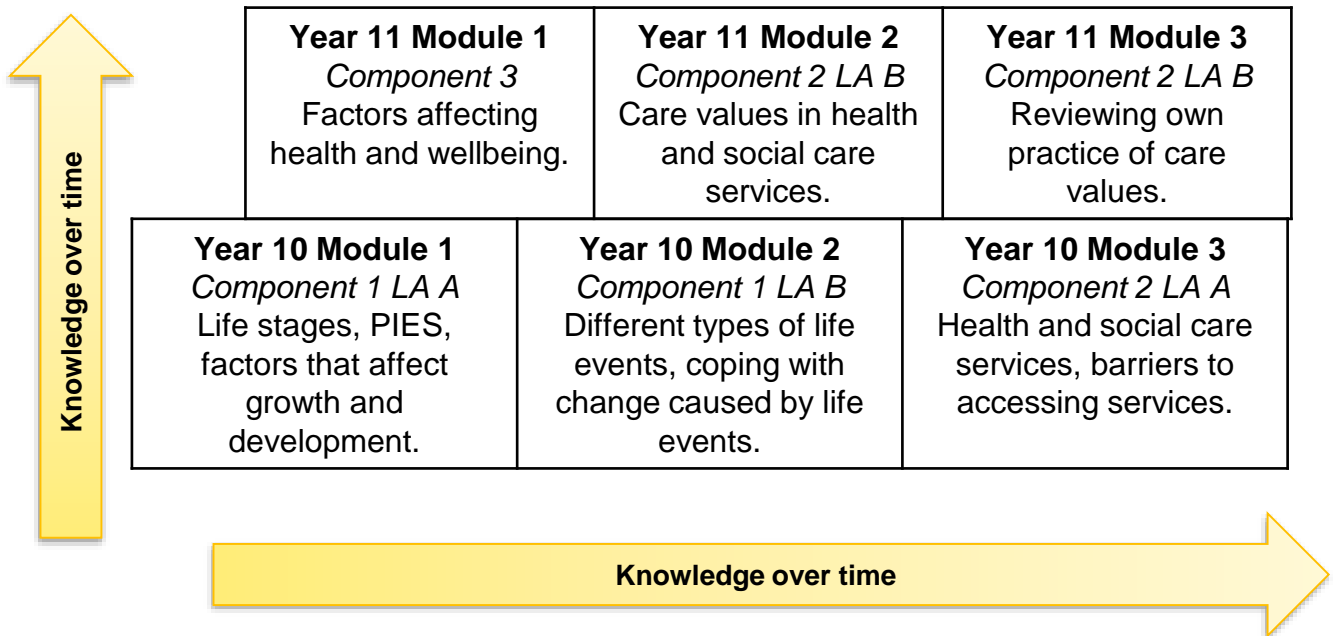 Knowledge over time
Year 11 Module 1
Component 3
Factors affecting
health and wellbeing.
Year 11 Module 2
Component 2 LA B
Care values in health
and social care
services.
Year 11 Module 3
Component 2 LA B
Reviewing own
practice of care
values.
Year 10 Module 1
Component 1 LA A
Life stages, PIES,
factors that affect
growth and
development.
Year 10 Module 2
Component 1 LA B
Different types of life
events, coping with
change caused by life
events.
Year 10 Module 3
Component 2 LA A
Health and social care
services, barriers to
accessing services.
Knowledge over time